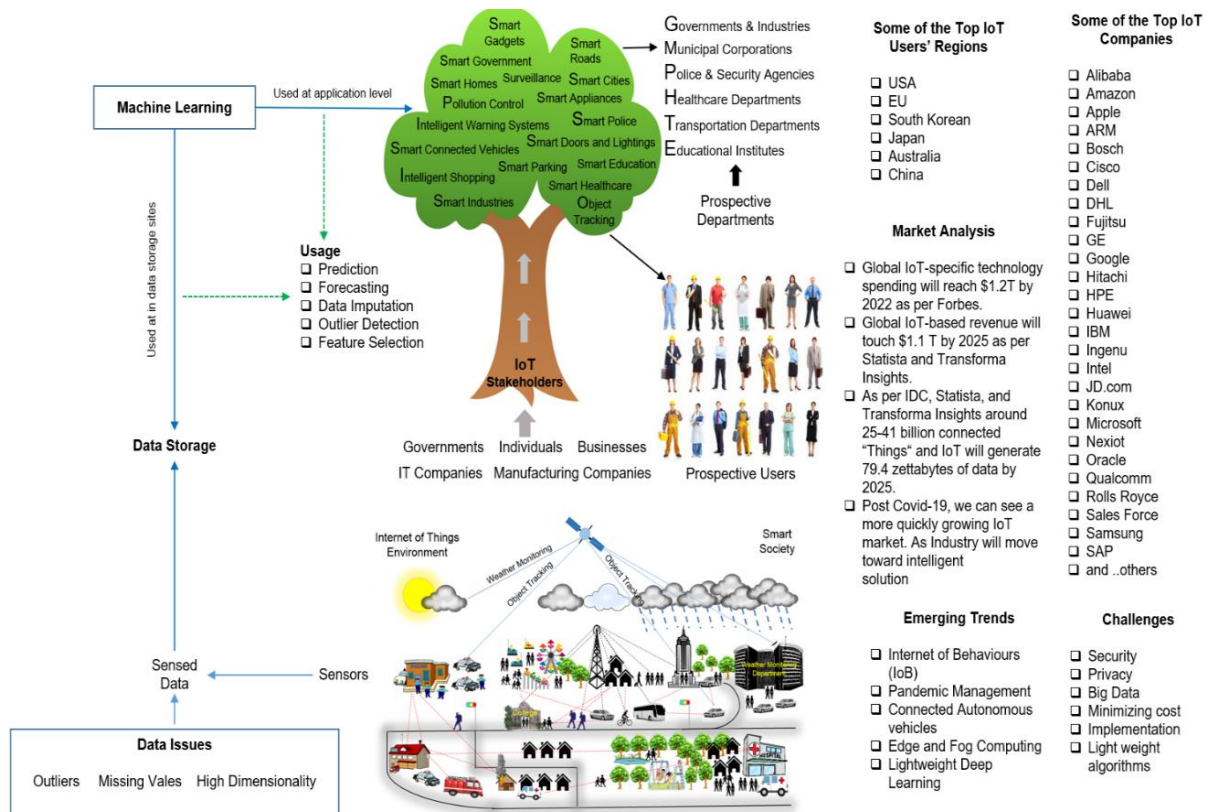 Machine Learning
Used at application level
Used at in data storage sites
Usage
❑ Prediction
❑ Forecasting
❑ Data Imputation
❑ Outlier Detection
❑ Feature Selection
Data Storage
Sensed
Data
Sensors
Data Issues
Outliers Missing Vales High Dimensionality
Smart
Gadgets
Smart
Roads
Smart Government
Smart Homes
Surveillance
Smart Cities
Pollution Control
Smart Appliances
Intelligent Warning Systems
Smart Police
Smart Connected Vehicles
Smart Doors and Lightings
Intelligent Shopping
Smart Parking
Smart Education
Smart Healthcare
Smart Industries
Object
Tracking
IoT
Stakeholders
Governments Individuals Businesses
IT Companies Manufacturing Companies
Governments & Industries
Municipal Corporations
Police & Security Agencies
Healthcare Departments
Transportation Departments
Educational Institutes
Prospective
Departments
Prospective Users
Internet of Things
Environment
Smart
Society
Weather Monitoring
Object Tracking
Object Tracking
Weather Monitoring
Department
College
HOSPITAL
Some of the Top IoT
Users' Regions
❑ USA
❑ EU
❑ South Korean
❑ Japan
❑ Australia
❑ China
Market Analysis
❑ Global IoT-specific technology
spending will reach $1.2T by
2022 as per Forbes.
❑ Global IoT-based revenue will
touch $1.1 T by 2025 as per
Statista and Transforma
Insights.
❑ As per IDC, Statista, and
Transforma Insights around
25-41 billion connected
“Things“ and IoT will generate
79.4 zettabytes of data by
2025.
❑ Post Covid-19, we can see a
more quickly growing IoT
market. As Industry will move
toward intelligent
solution
Emerging Trends
❑ Internet of Behaviours
(IoB)
❑ Pandemic Management
❑ Connected Autonomous
vehicles
❑ Edge and Fog Computing
❑ Lightweight Deep
Learning
Some of the Top IoT
Companies
❑ Alibaba
❑ Amazon
❑ Apple
❑ ARM
❑ Bosch
❑ Cisco
❑ Dell
❑ DHL
❑ Fujitsu
❑ GE
❑ Google
❑ Hitachi
❑ HPE
❑ Huawei
❑ IBM
❑ Ingenu
❑ Intel
❑ JD.com
❑ Konux
❑ Microsoft
❑ Nexiot
❑ Oracle
❑ Qualcomm
❑ Rolls Royce
❑ Sales Force
❑ Samsung
❑ SAP
❑ and ..others
Challenges
❑ Security
❑ Privacy
❑ Big Data
❑ Minimizing cost
❑ Implementation
❑ Light weight
algorithms